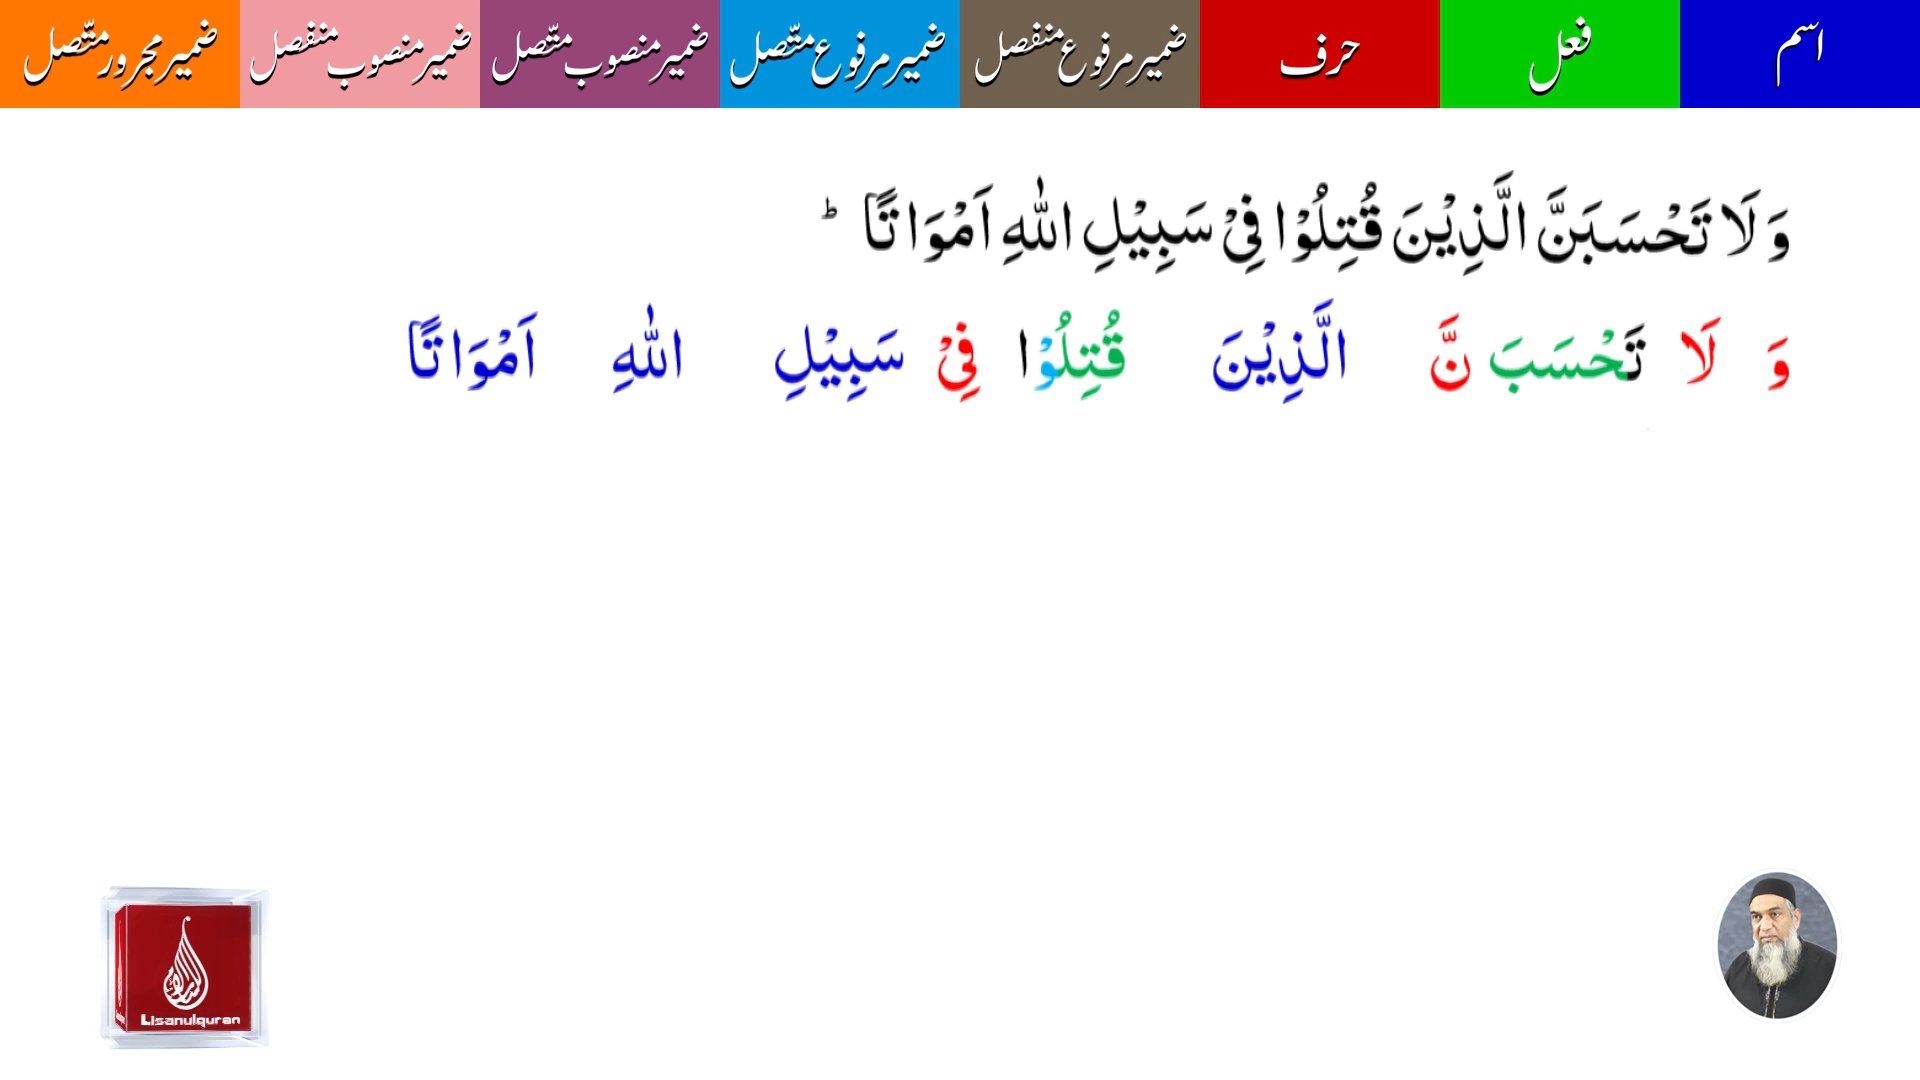 اسم فعل حرف ضمیر مرفوع منفصل ضمیر مرفوع متّصل ضمیر منصوب متّصل ضمیر منصوب منفصل ضمیر مجرور متّصل
وَ لَا تَحْسَبَنَّ الَّذِیْنَ قُتِلُوْا فِیْ سَبِیْلِ اللّٰهِ اَمْوَاتًا ؕ
وَ لَا تَحْسَبَ نَّ الَّذِیْنَ قُتِلُوْا فِیْ سَبِیْلِ اللّٰهِ اَمْوَاتًا
Lisanulquran